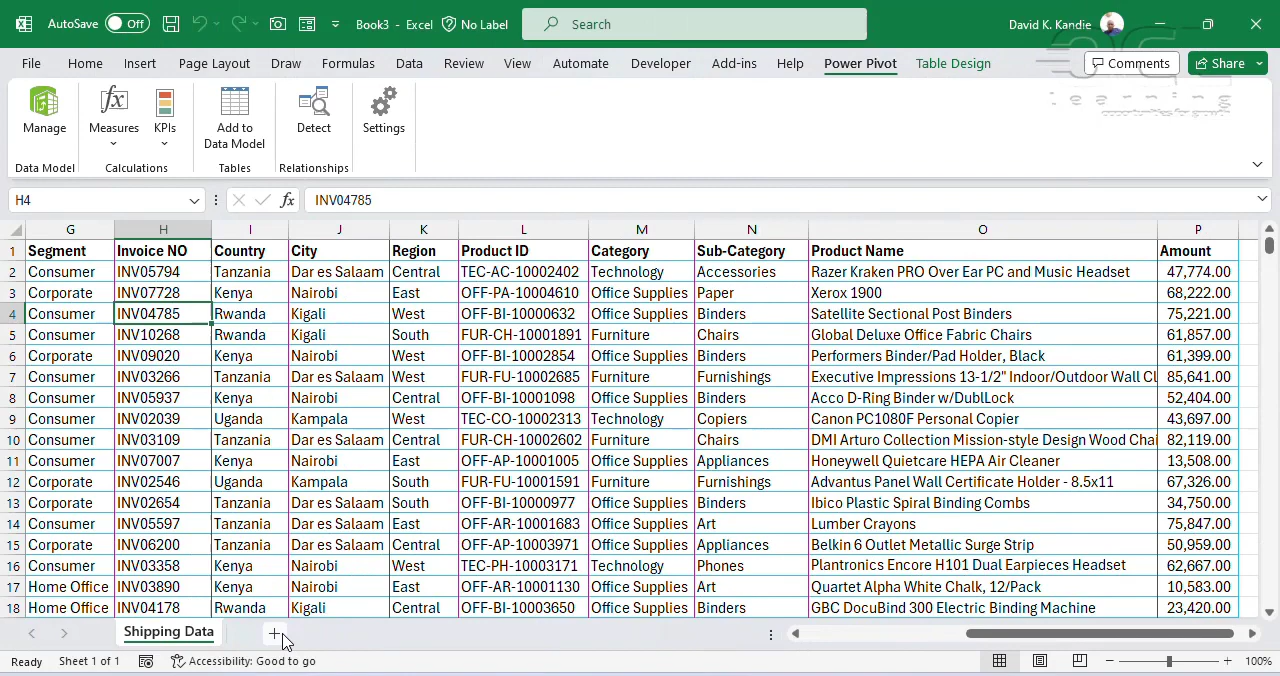 AutoSave Off Book3 - Excel No Label Search David K. Kandie
File Home Insert Page Layout Draw Formulas Data Review View Automate Developer Add-ins Help Power Pivot Table Design Comments Share
learning
Manage Measures KPIs Add to Data Model Detect Settings
Data Model Calculations Tables Relationships
H4 fx INV04785
G H I J K L M N O P
1 Segment Invoice NO Country City Region Product ID Category Sub-Category Product Name Amount
2 Consumer INV05794 Tanzania Dar es Salaam Central TEC-AC-10002402 Technology Accessories Razer Kraken PRO Over Ear PC and Music Headset 47,774.00
3 Corporate INV07728 Kenya Nairobi East OFF-PA-10004610 Office Supplies Paper Xerox 1900 68,222.00
4 Consumer INV04785 Rwanda Kigali West OFF-BI-10000632 Office Supplies Binders Satellite Sectional Post Binders 75,221.00
5 Consumer INV10268 Rwanda Kigali South FUR-CH-10001891 Furniture Chairs Global Deluxe Office Fabric Chairs 61,857.00
6 Corporate INV09020 Kenya Nairobi West OFF-BI-10002854 Office Supplies Binders Performers Binder/Pad Holder, Black 61,399.00
7 Consumer INV03266 Tanzania Dar es Salaam West FUR-FU-10002685 Furniture Furnishings Executive Impressions 13-1/2" Indoor/Outdoor Wall Cl 85,641.00
8 Consumer INV05937 Kenya Nairobi Central OFF-BI-10001098 Office Supplies Binders Acco D-Ring Binder w/DublLock 52,404.00
9 Consumer INV02039 Uganda Kampala West TEC-CO-10002313 Technology Copiers Canon PC1080F Personal Copier 43,697.00
10 Consumer INV03109 Tanzania Dar es Salaam Central FUR-CH-10002602 Furniture Chairs DMI Arturo Collection Mission-style Design Wood Chai 82,119.00
11 Consumer INV07007 Kenya Nairobi East OFF-AP-10001005 Office Supplies Appliances Honeywell Quietcare HEPA Air Cleaner 13,508.00
12 Corporate INV02546 Uganda Kampala South FUR-FU-10001591 Furniture Furnishings Advantus Panel Wall Certificate Holder - 8.5x11 67,326.00
13 Corporate INV02654 Tanzania Dar es Salaam South OFF-BI-10000977 Office Supplies Binders Ibico Plastic Spiral Binding Combs 34,750.00
14 Consumer INV05597 Tanzania Dar es Salaam East OFF-AR-10001683 Office Supplies Art Lumber Crayons 75,847.00
15 Corporate INV06200 Tanzania Dar es Salaam Central OFF-AP-10003971 Office Supplies Appliances Belkin 6 Outlet Metallic Surge Strip 50,959.00
16 Consumer INV03358 Kenya Nairobi West TEC-PH-10003171 Technology Phones Plantronics Encore H101 Dual Earpieces Headset 62,667.00
17 Home Office INV03890 Kenya Nairobi East OFF-AR-10001130 Office Supplies Art Quartet Alpha White Chalk, 12/Pack 10,583.00
18 Home Office INV04178 Rwanda Kigali Central OFF-BI-10003650 Office Supplies Binders GBC DocuBind 300 Electric Binding Machine 23,420.00
Shipping Data
Ready Sheet 1 of 1 Accessibility: Good to go 100%